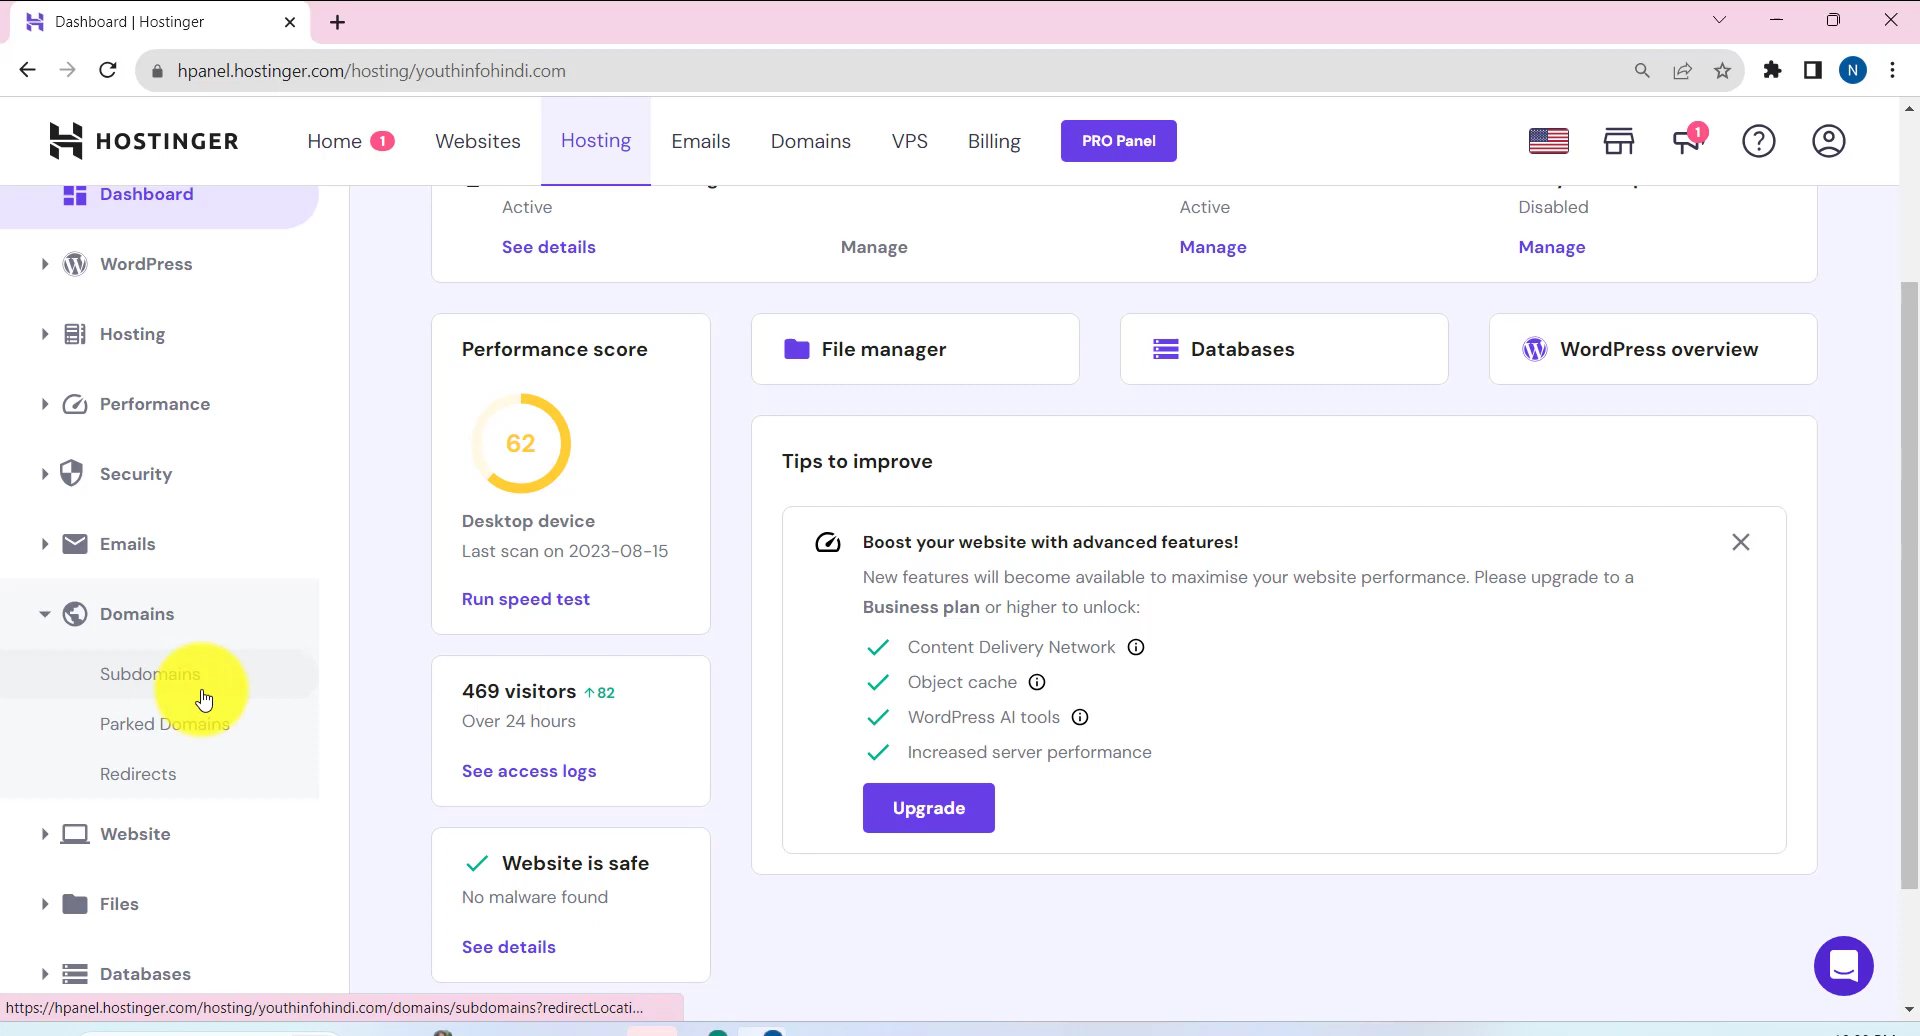 Dashboard | Hostinger
hpanel.hostinger.com/hosting/youthinfohindi.com
N
HOSTINGER
Home 1
Websites
Hosting
Emails
Domains
VPS
Billing
PRO Panel
1
Dashboard
WordPress
Hosting
Performance
Security
Emails
Domains
Subdomains
Parked Domains
Redirects
Website
Files
Databases
Active
See details
Manage
Active
Manage
Disabled
Manage
Performance score
62
Desktop device
Last scan on 2023-08-15
Run speed test
469 visitors ↑82
Over 24 hours
See access logs
Website is safe
No malware found
See details
File manager
Databases
WordPress overview
Tips to improve
Boost your website with advanced features!
New features will become available to maximise your website performance. Please upgrade to a
Business plan or higher to unlock:
Content Delivery Network
Object cache
WordPress AI tools
Increased server performance
Upgrade
https://hpanel.hostinger.com/hosting/youthinfohindi.com/domains/subdomains?redirectLocati...